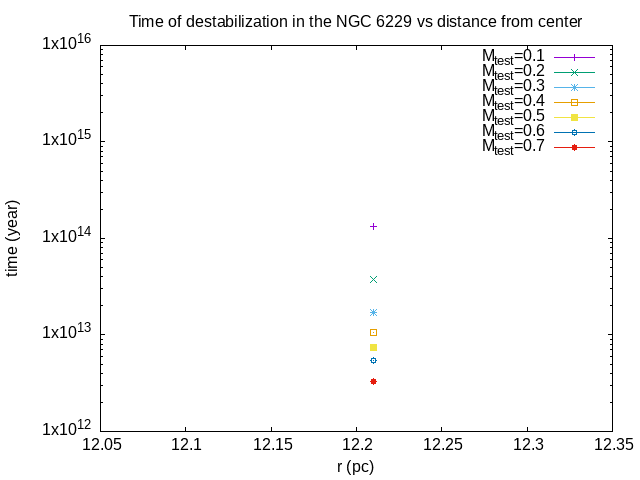 Time of destabilization in the NGC 6229 vs distance from center
1x10^16
1x10^15
1x10^14
1x10^13
1x10^12
time (year)
M_test=0.1
M_test=0.2
M_test=0.3
M_test=0.4
M_test=0.5
M_test=0.6
M_test=0.7
12.05 12.1 12.15 12.2 12.25 12.3 12.35
r (pc)